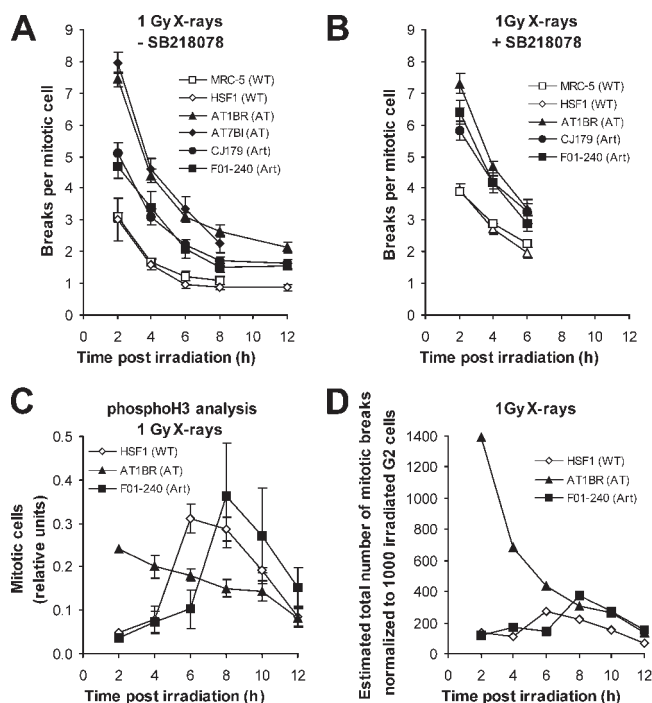 A
1 Gy X-rays
- SB218078
Breaks per mitotic cell
9
8
7
6
5
4
3
2
1
0
MRC-5 (WT)
HSF1 (WT)
AT1BR (AT)
AT7BI (AT)
CJ179 (Art)
F01-240 (Art)
0 2 4 6 8 10 12
Time post irradiation (h)
B
1Gy X-rays
+ SB218078
Breaks per mitotic cell
9
8
7
6
5
4
3
2
1
0
MRC-5 (WT)
HSF1 (WT)
AT1BR (AT)
CJ179 (Art)
F01-240 (Art)
0 2 4 6 8 10 12
Time post irradiation (h)
C
phosphoH3 analysis
1 Gy X-rays
Mitotic cells
(relative units)
0.5
0.4
0.3
0.2
0.1
0.0
HSF1 (WT)
AT1BR (AT)
F01-240 (Art)
0 2 4 6 8 10 12
Time post irradiation (h)
D
1Gy X-rays
Estimated total number of mitotic breaks
normalized to 1000 irradiated G2 cells
1400
1200
1000
800
600
400
200
0
HSF1 (WT)
AT1BR (AT)
F01-240 (Art)
0 2 4 6 8 10 12
Time post irradiation (h)